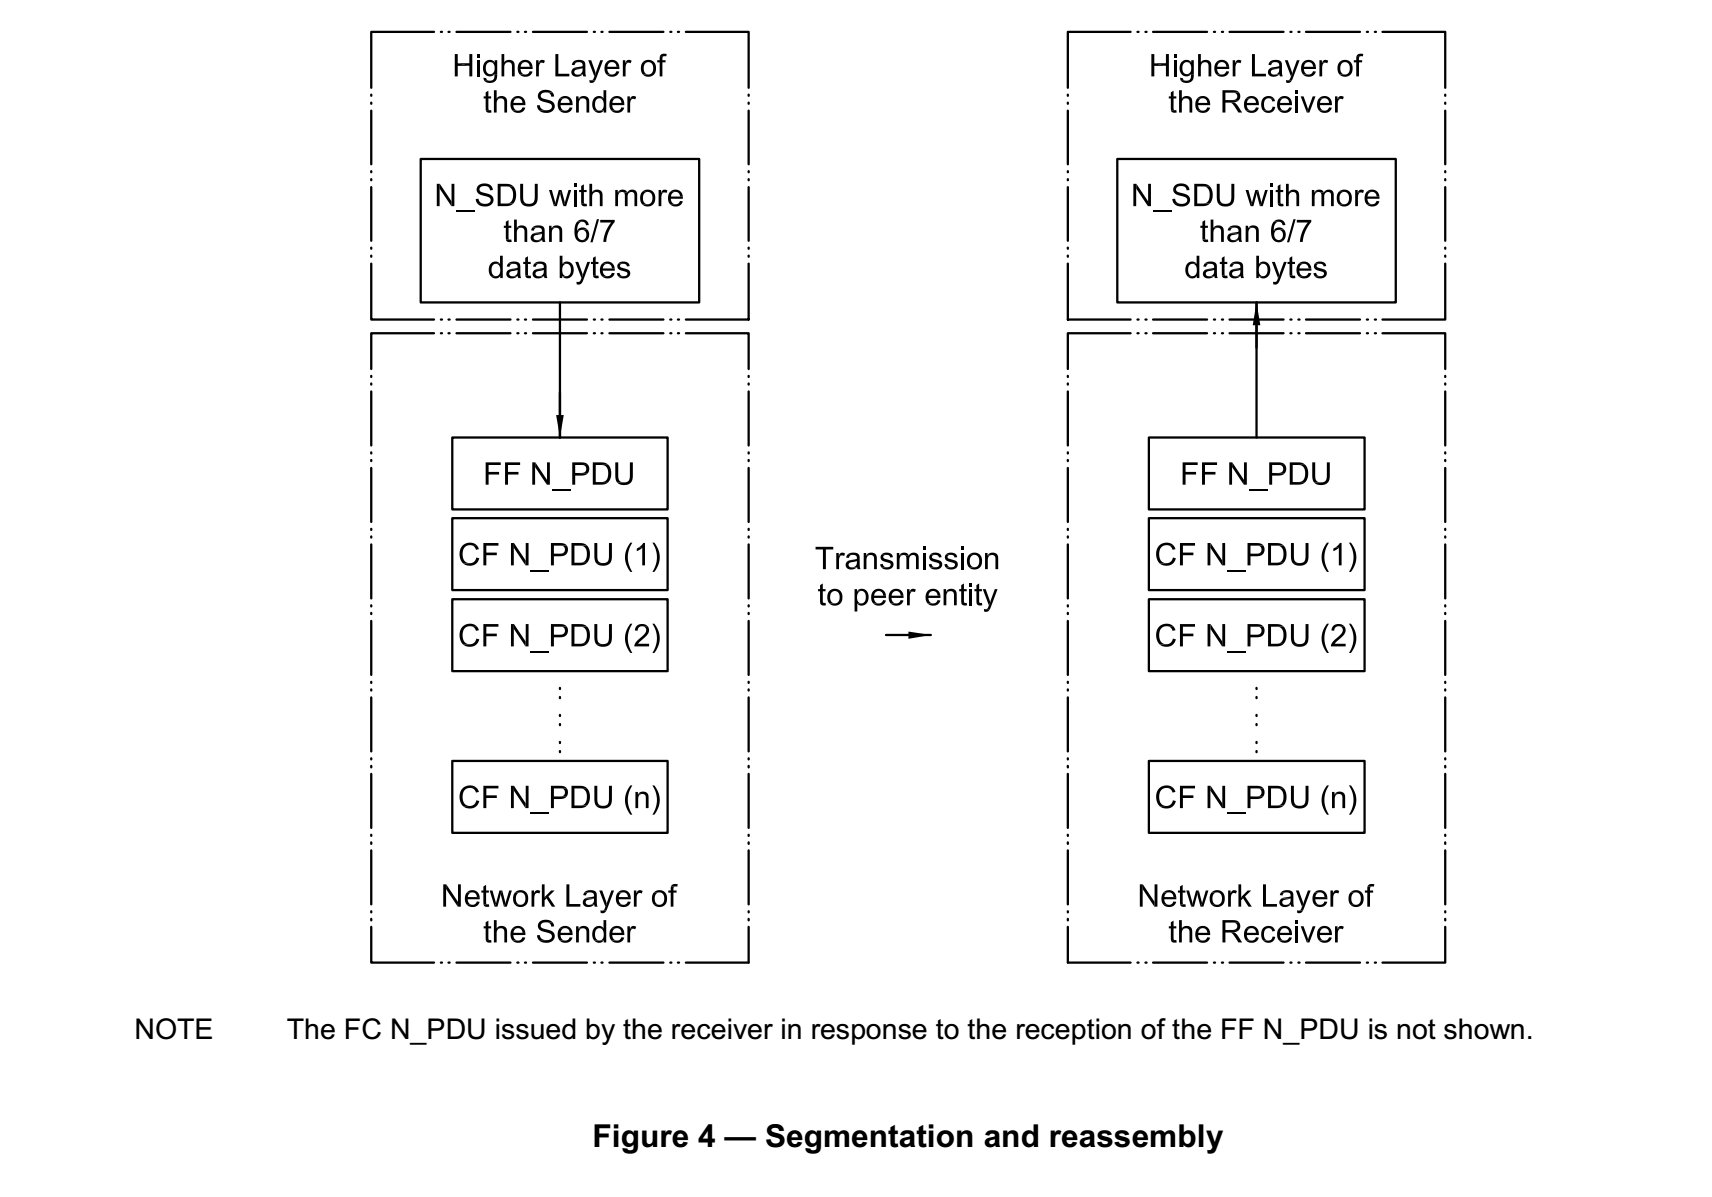 Higher Layer of
the Sender
N_SDU with more
than 6/7
data bytes
FF N_PDU
CF N_PDU (1)
CF N_PDU (2)
CF N_PDU (n)
Network Layer of
the Sender
Transmission
to peer entity
Higher Layer of
the Receiver
N_SDU with more
than 6/7
data bytes
FF N_PDU
CF N_PDU (1)
CF N_PDU (2)
CF N_PDU (n)
Network Layer of
the Receiver
NOTE The FC N_PDU issued by the receiver in response to the reception of the FF N_PDU is not shown.
Figure 4 — Segmentation and reassembly